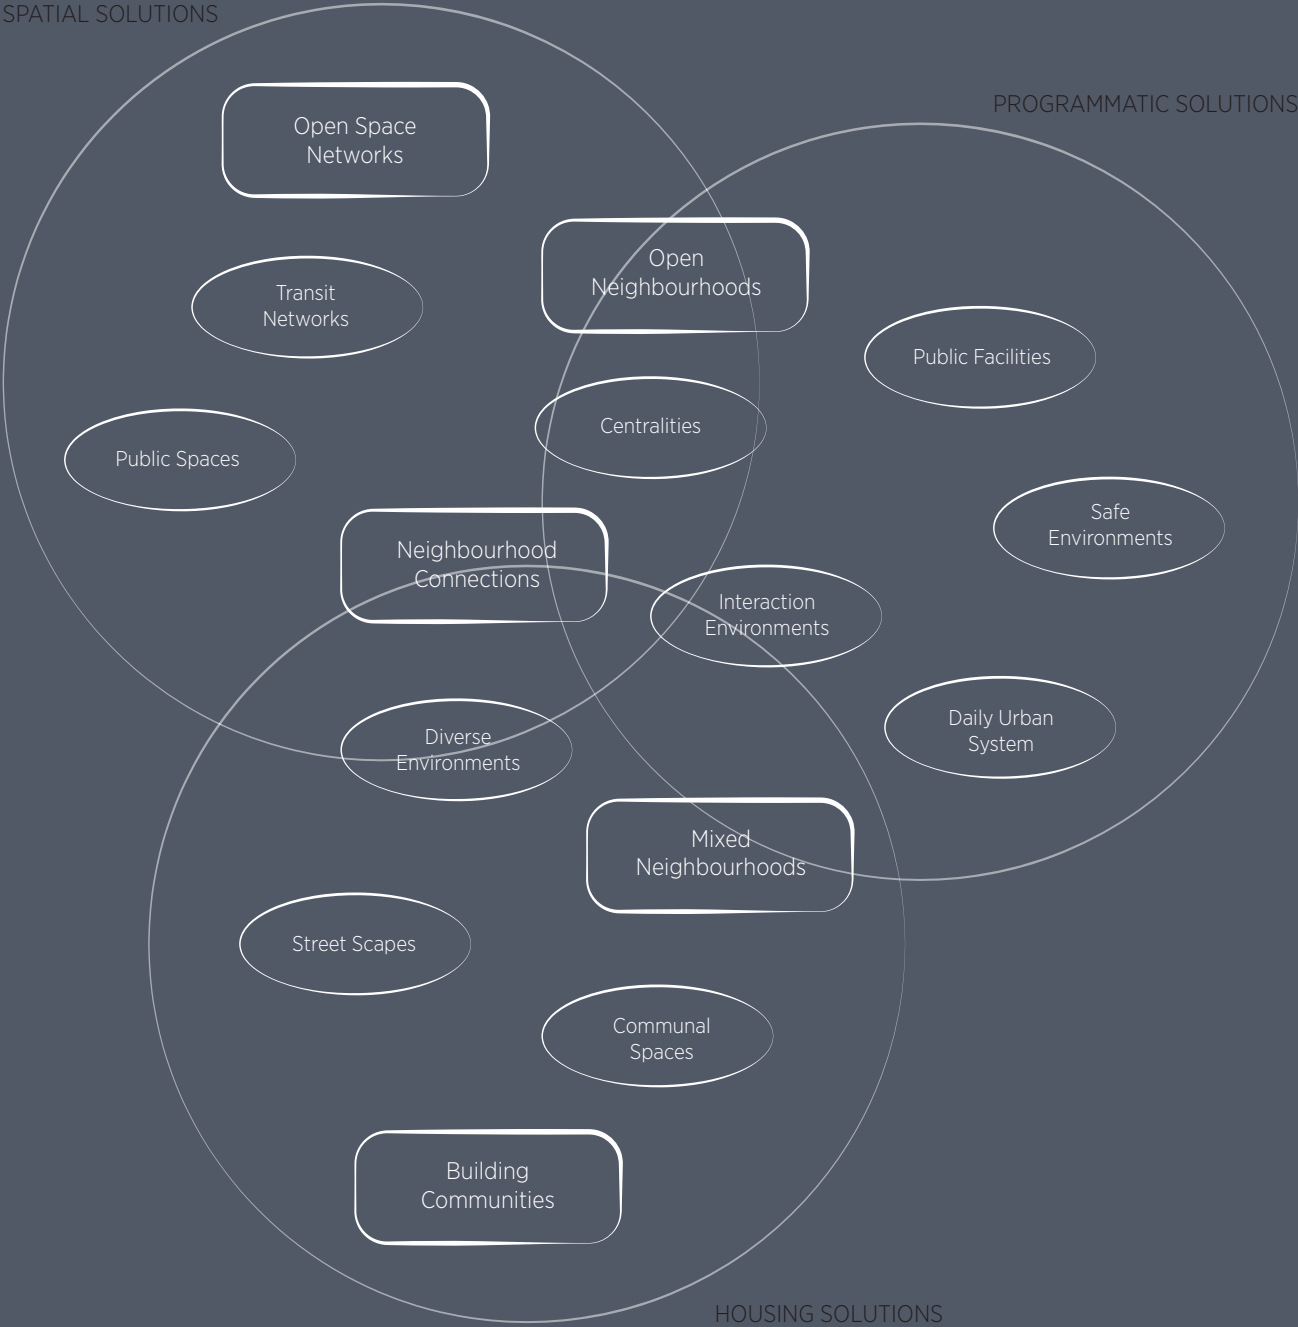 SPATIAL SOLUTIONS
PROGRAMMATIC SOLUTIONS
Open Space
Networks
Open
Neighbourhoods
Transit
Networks
Public Facilities
Centralities
Public Spaces
Safe
Environments
Neighbourhood
Connections
Interaction
Environments
Daily Urban
System
Diverse
Environments
Mixed
Neighbourhoods
Street Scapes
Communal
Spaces
Building
Communities
HOUSING SOLUTIONS